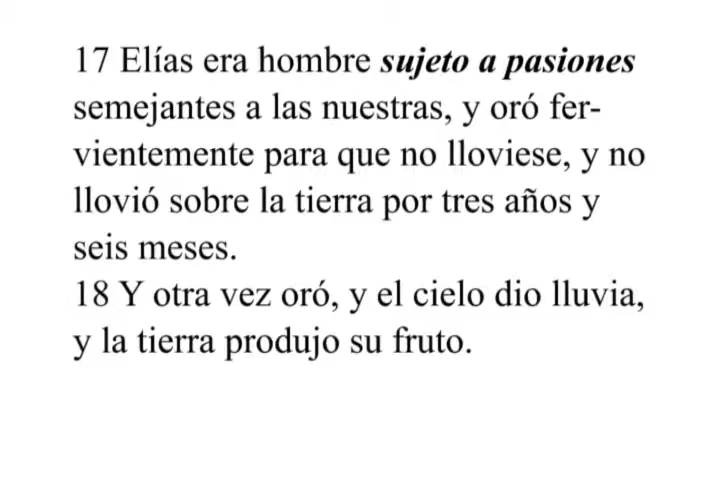 17 Elías era hombre sujeto a pasiones
semejantes a las nuestras, y oró fer-
vientemente para que no lloviese, y no
llovió sobre la tierra por tres años y
seis meses.
18 Y otra vez oró, y el cielo dio lluvia,
y la tierra produjo su fruto.